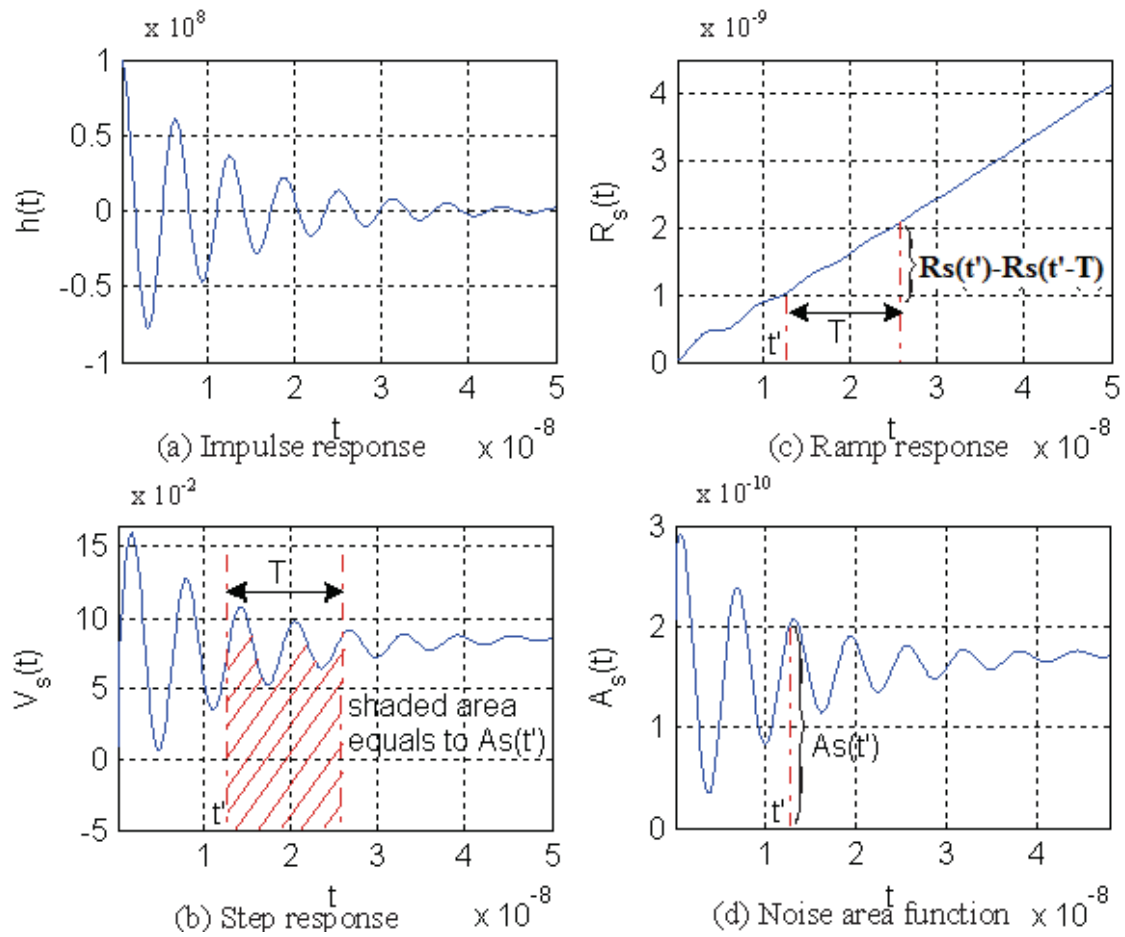 x 10^8
1
0.5
0
-0.5
-1
h(t)
1 2 3 4 5
t
(a) Impulse response x 10^-8
x 10^-9
4
3
2
1
0
R_s(t)
Rs(t')-Rs(t'-T)
T
t'
1 2 3 4 5
t
(c) Ramp response x 10^-8
x 10^-2
15
10
5
0
-5
V_s(t)
T
shaded area
equals to As(t')
t'
1 2 3 4 5
t
(b) Step response x 10^-8
x 10^-10
3
2
1
0
A_s(t)
As(t')
t'
1 2 3 4
t
(d) Noise area function x 10^-8